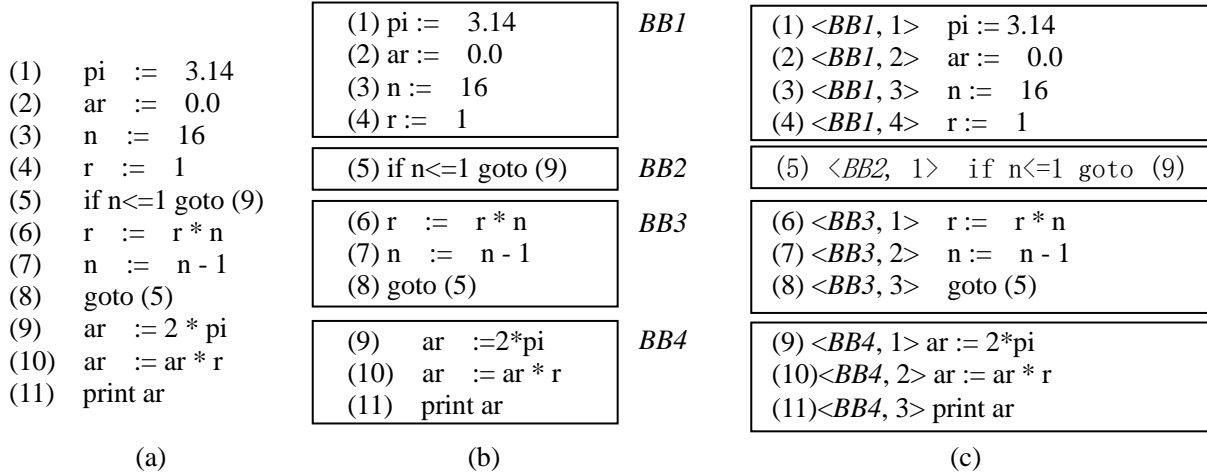 (1) pi := 3.14
(2) ar := 0.0
(3) n := 16
(4) r := 1
(5) if n<=1 goto (9)
(6) r := r * n
(7) n := n - 1
(8) goto (5)
(9) ar := 2 * pi
(10) ar := ar * r
(11) print ar
(a)
(1) pi := 3.14
(2) ar := 0.0
(3) n := 16
(4) r := 1
BB1
(5) if n<=1 goto (9)
BB2
(6) r := r * n
(7) n := n - 1
(8) goto (5)
BB3
(9) ar :=2*pi
(10) ar := ar * r
(11) print ar
BB4
(b)
(1) <BB1, 1> pi := 3.14
(2) <BB1, 2> ar := 0.0
(3) <BB1, 3> n := 16
(4) <BB1, 4> r := 1
(5) <BB2, 1> if n<=1 goto (9)
(6) <BB3, 1> r := r * n
(7) <BB3, 2> n := n - 1
(8) <BB3, 3> goto (5)
(9) <BB4, 1> ar := 2*pi
(10)<BB4, 2> ar := ar * r
(11)<BB4, 3> print ar
(c)